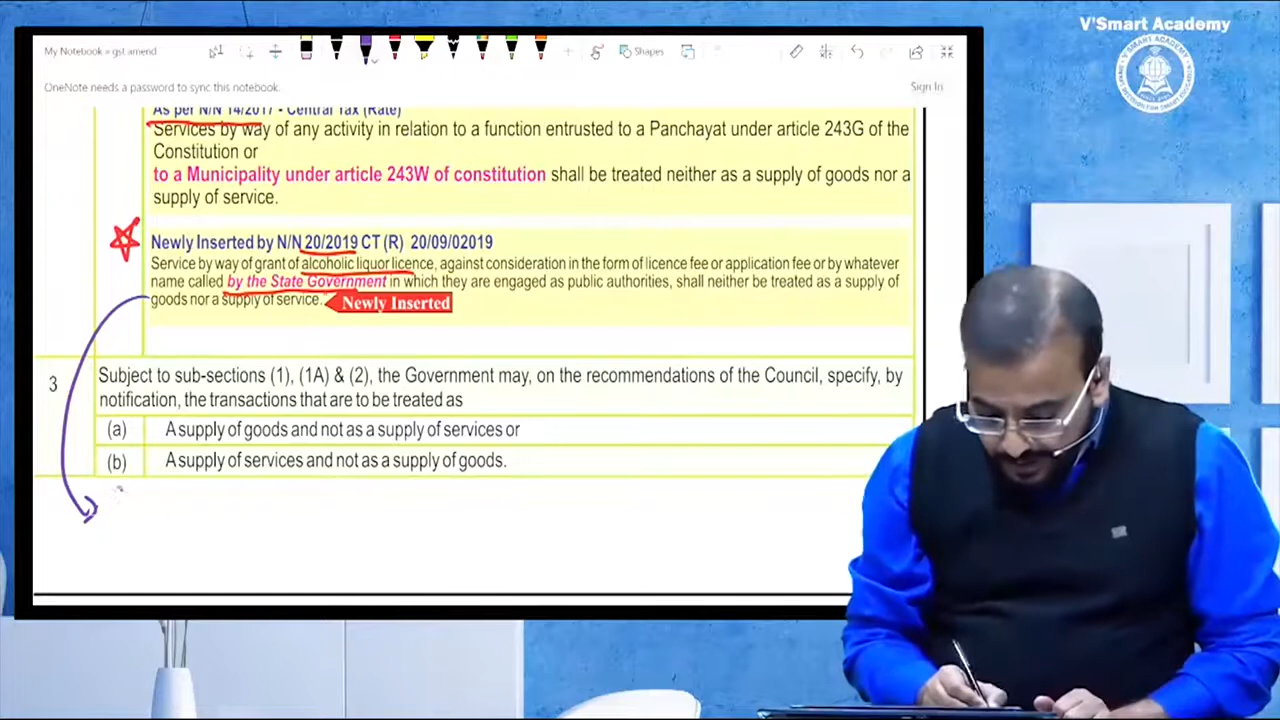 V'Smart Academy
My Notebook » gst amend
Shapes
OneNote needs a password to sync this notebook.
Sign In
As per N/N 14/2017 - Central Tax (Rate)
Services by way of any activity in relation to a function entrusted to a Panchayat under article 243G of the
Constitution or
to a Municipality under article 243W of constitution shall be treated neither as a supply of goods nor a
supply of service.
Newly Inserted by N/N 20/2019 CT (R) 20/09/02019
Service by way of grant of alcoholic liquor licence, against consideration in the form of licence fee or application fee or by whatever
name called by the State Government in which they are engaged as public authorities, shall neither be treated as a supply of
goods nor a supply of service.
Newly Inserted
3
Subject to sub-sections (1), (1A) & (2), the Government may, on the recommendations of the Council, specify, by
notification, the transactions that are to be treated as
(a) A supply of goods and not as a supply of services or
(b) A supply of services and not as a supply of goods.